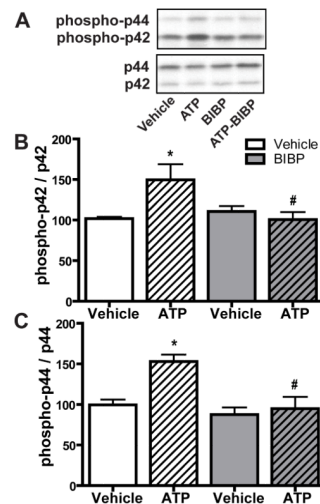 A
phospho-p44
phospho-p42
p44
p42
Vehicle
ATP
BIBP
ATP-BIBP
B
Vehicle
BIBP
phospho-p42 / p42
200
150
100
50
0
*
#
Vehicle ATP Vehicle ATP
C
phospho-p44 / p44
200
150
100
50
0
*
#
Vehicle ATP Vehicle ATP